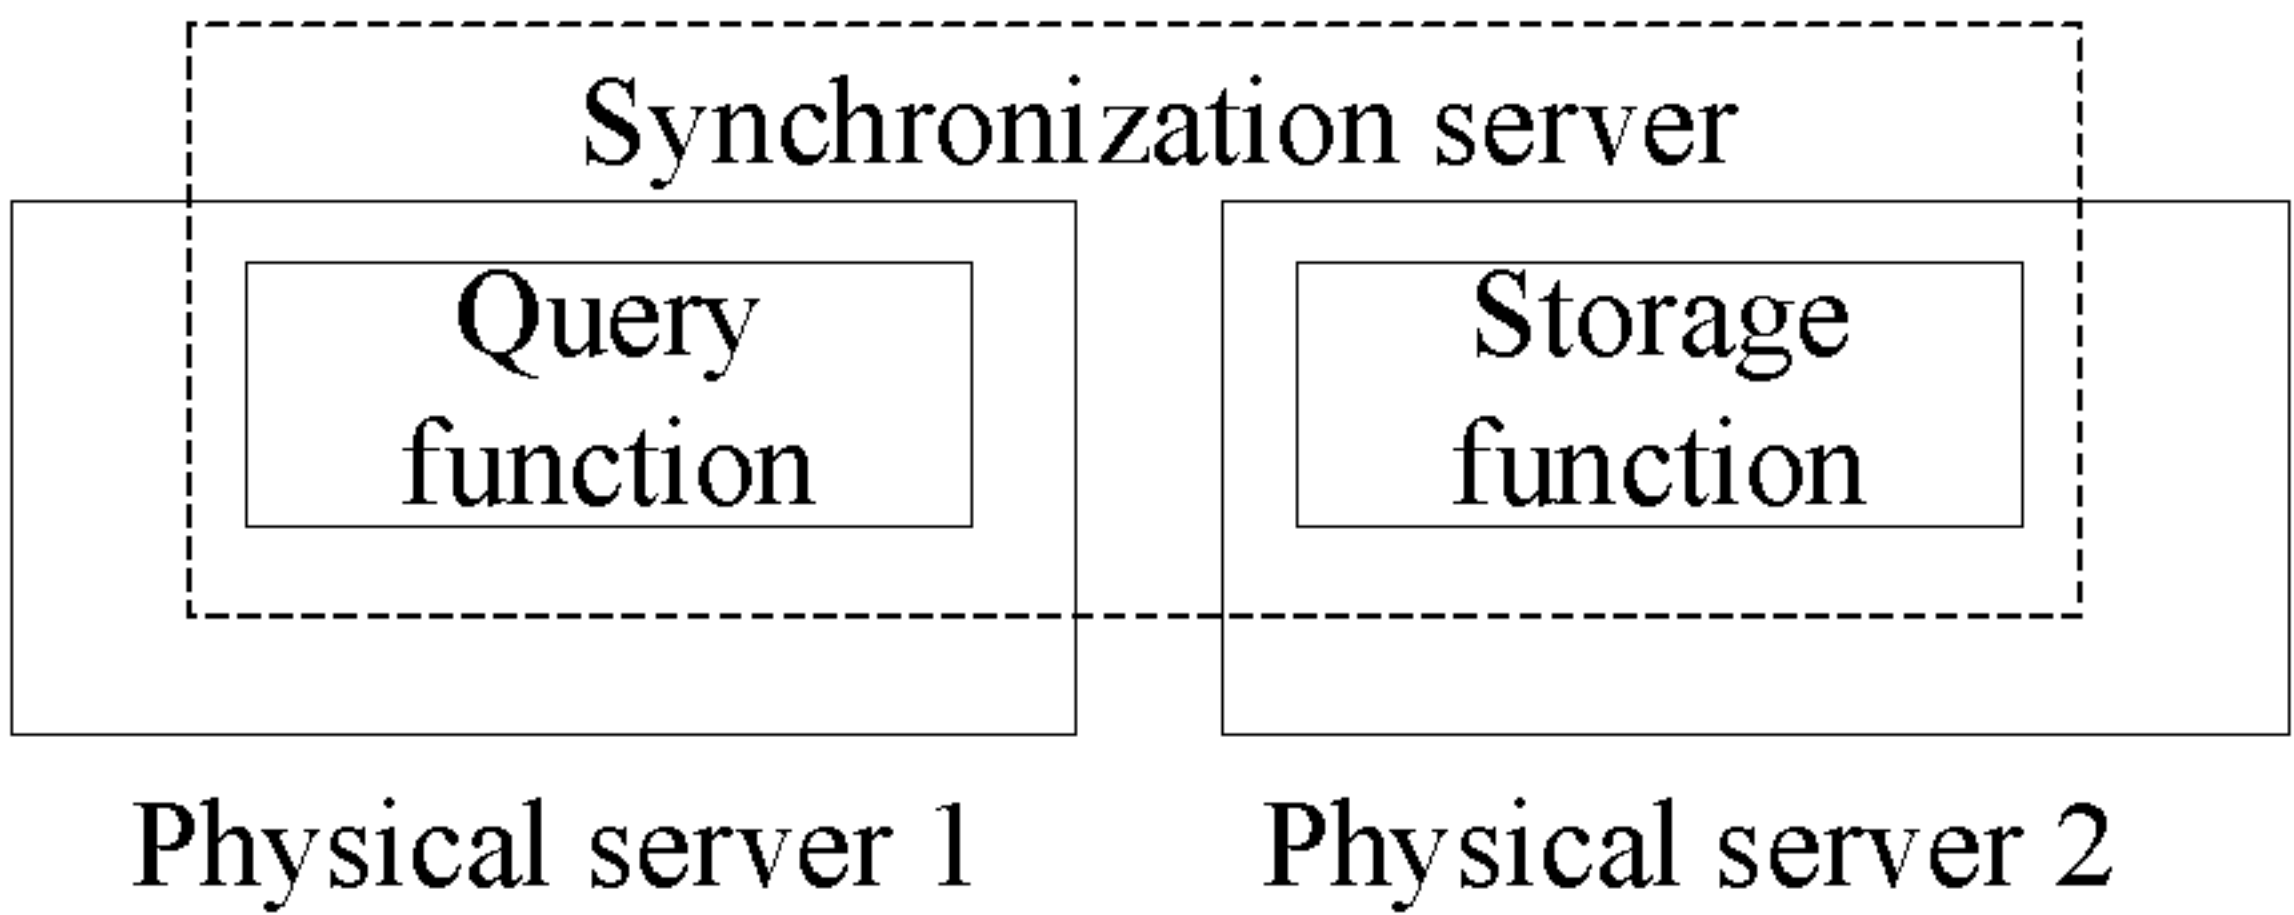 Synchronization server
Query
function
Storage
function
Physical server 1
Physical server 2